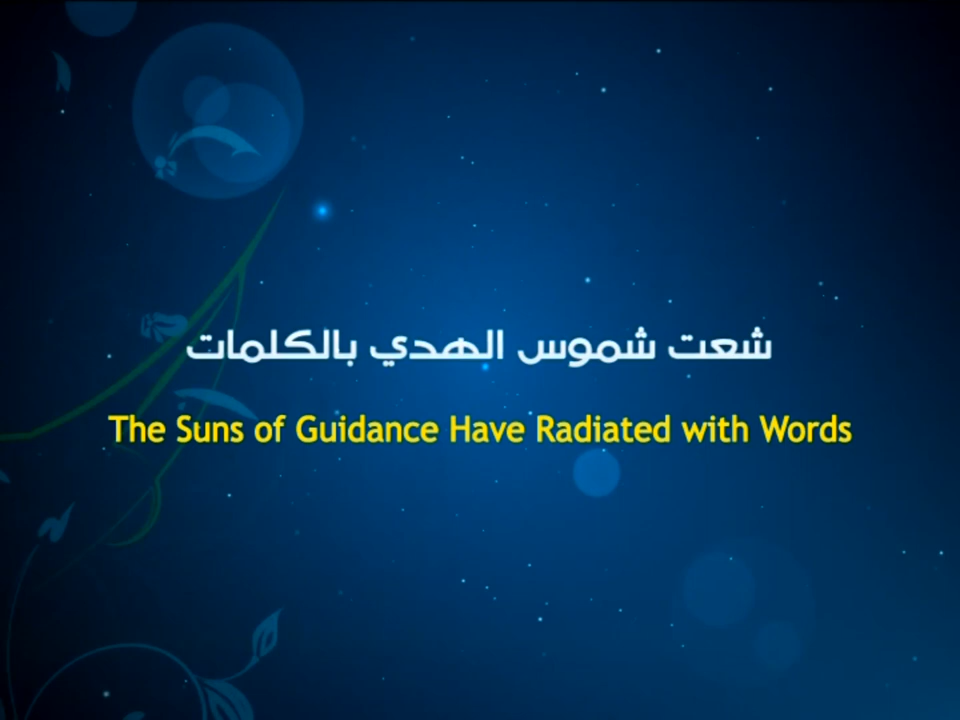 شعت شموس الهدي بالكلمات
The Suns of Guidance Have Radiated with Words